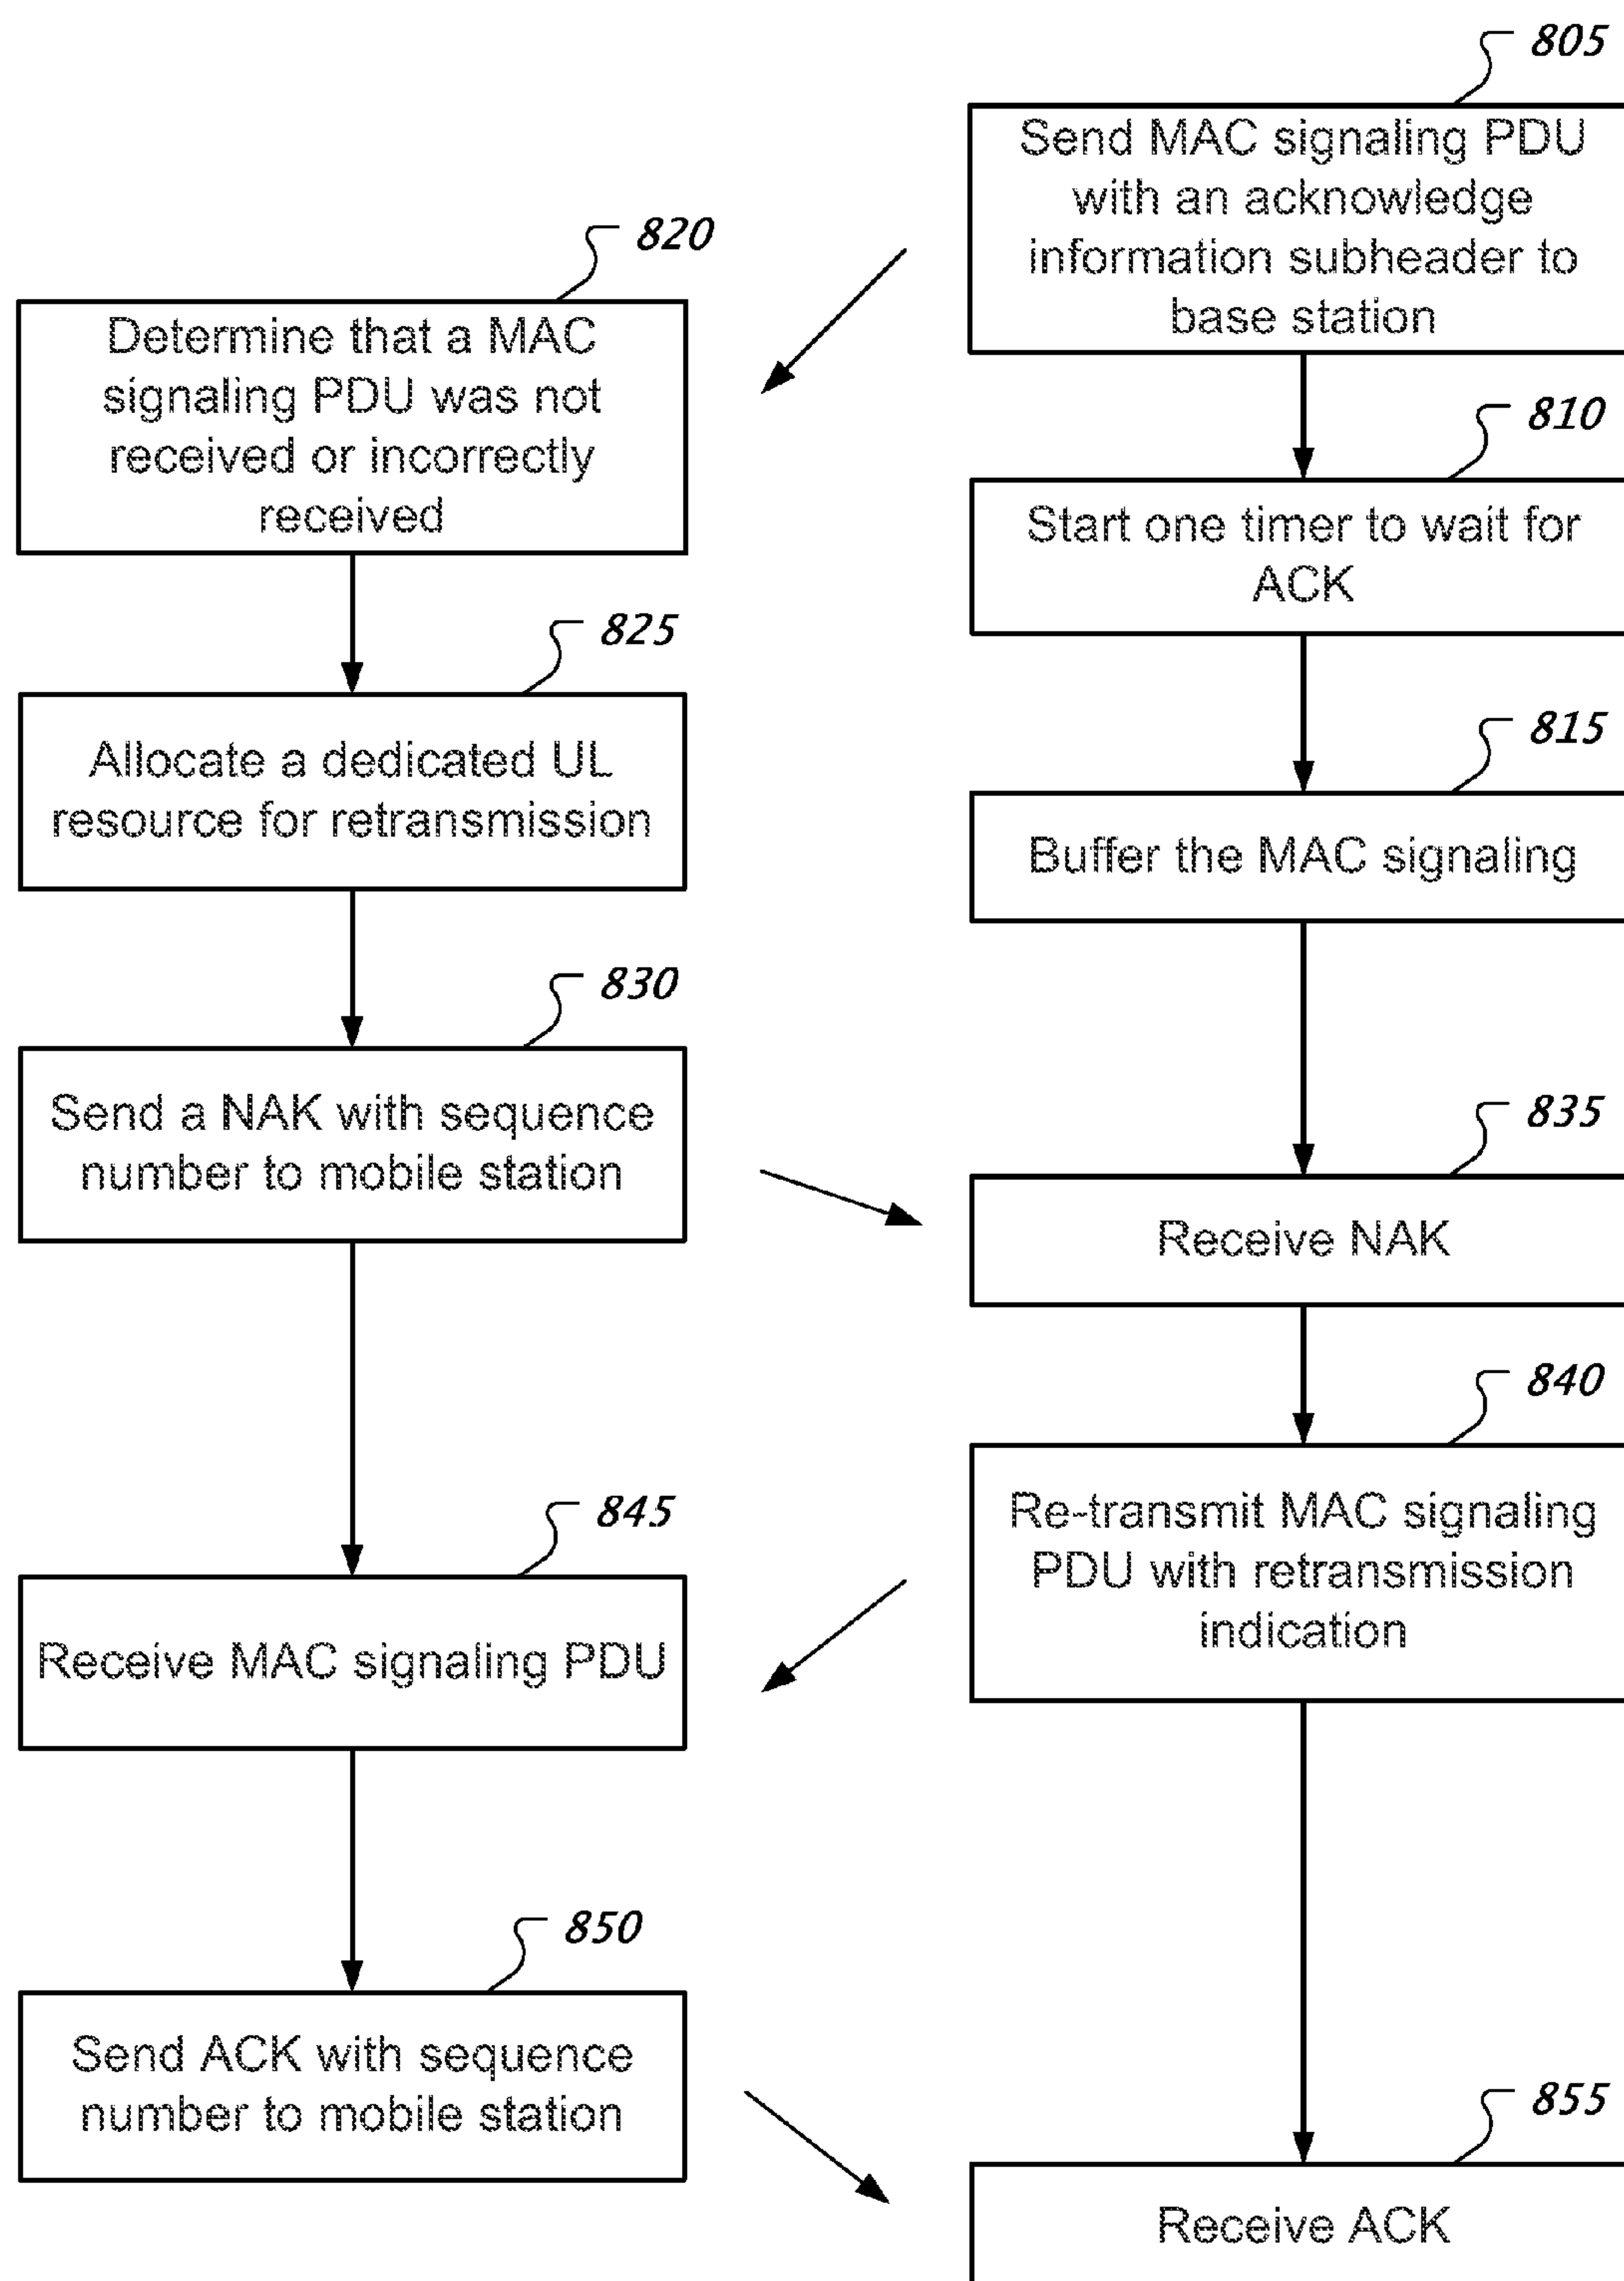 805
Send MAC signaling PDU
with an acknowledge
information subheader to
base station
820
Determine that a MAC
signaling PDU was not
received or incorrectly
received
810
Start one timer to wait for
ACK
825
Allocate a dedicated UL
resource for retransmission
815
Buffer the MAC signaling
830
Send a NAK with sequence
number to mobile station
835
Receive NAK
840
Re-transmit MAC signaling
PDU with retransmission
indication
845
Receive MAC signaling PDU
850
Send ACK with sequence
number to mobile station
855
Receive ACK